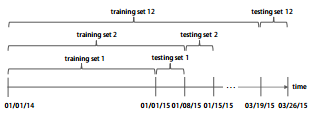 training set 12 testing set 12
training set 2 testing set 2
training set 1 testing set 1
... time
01/01/14 01/01/15 01/08/15 01/15/15 03/19/15 03/26/15